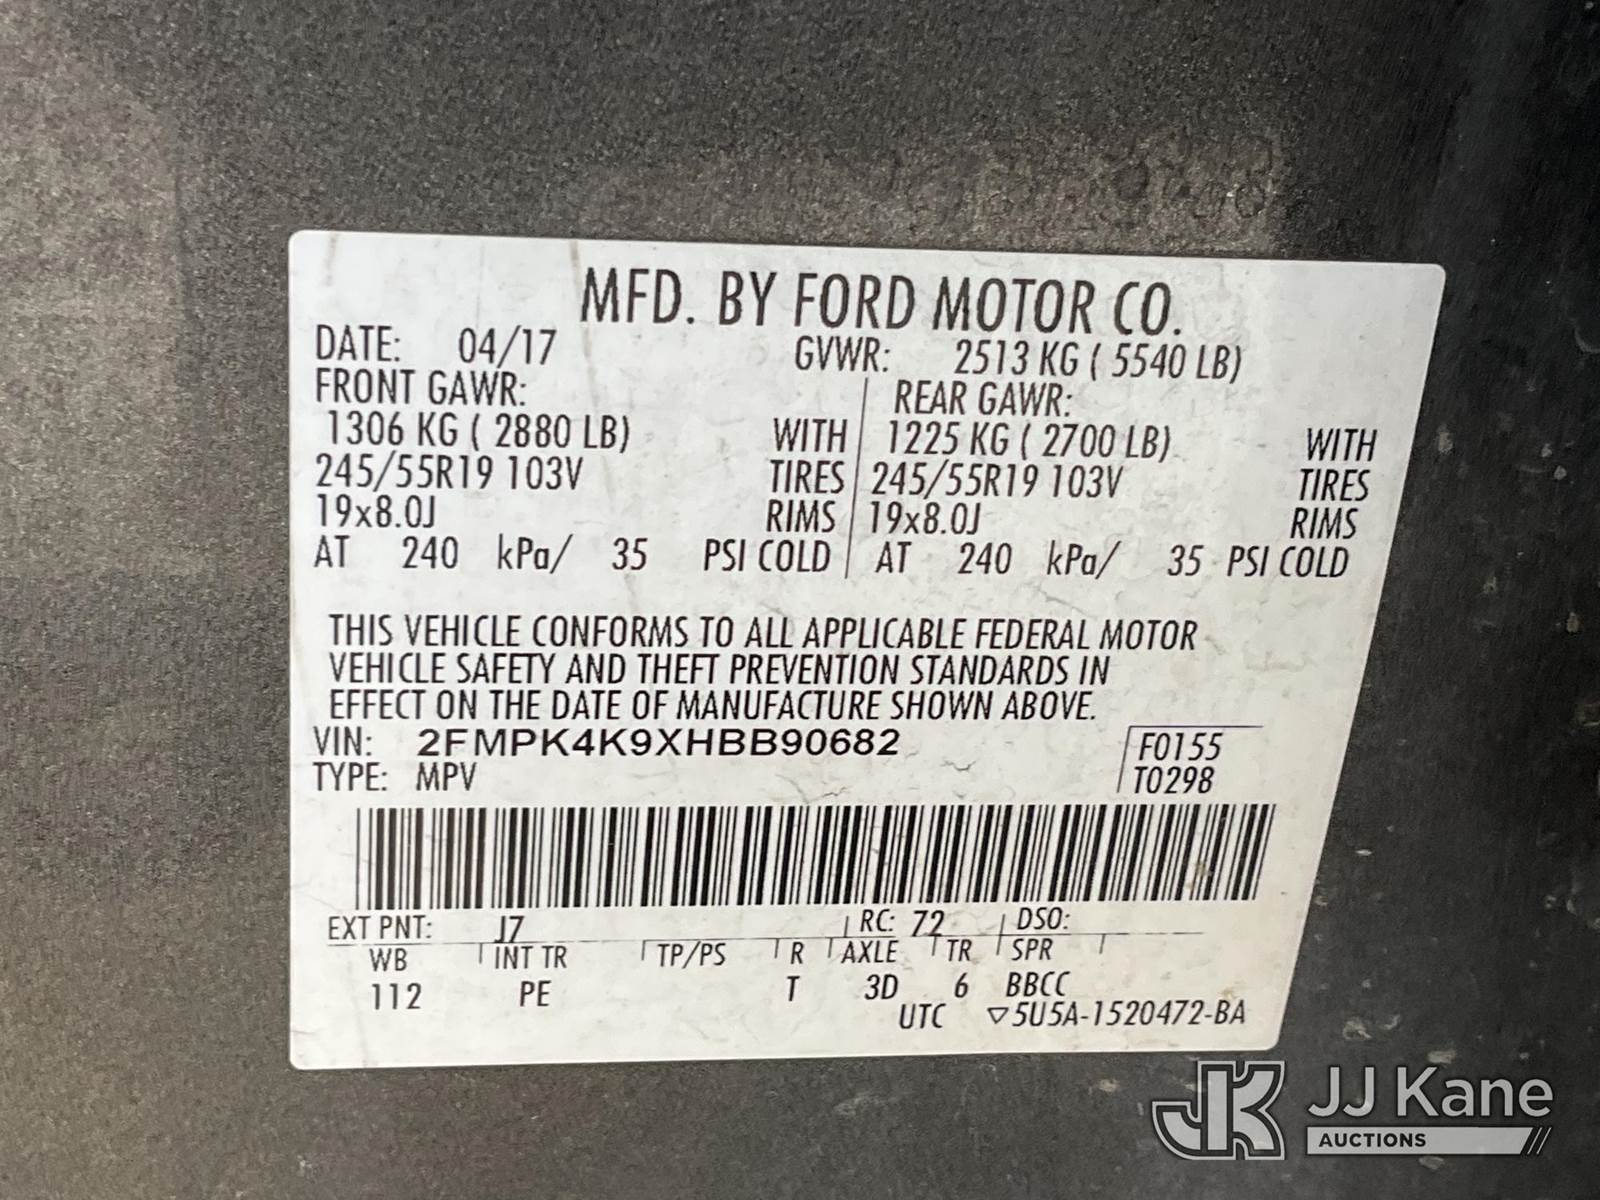 MFD. BY FORD MOTOR CO.
DATE: 04/17 GVWR: 2513 KG ( 5540 LB)
FRONT GAWR: REAR GAWR:
1306 KG ( 2880 LB) WITH 1225 KG ( 2700 LB) WITH
245/55R19 103V TIRES 245/55R19 103V TIRES
19x8.0J RIMS 19x8.0J RIMS
AT 240 kPa/ 35 PSI COLD AT 240 kPa/ 35 PSI COLD
THIS VEHICLE CONFORMS TO ALL APPLICABLE FEDERAL MOTOR
VEHICLE SAFETY AND THEFT PREVENTION STANDARDS IN
EFFECT ON THE DATE OF MANUFACTURE SHOWN ABOVE.
VIN: 2FMPK4K9XHBB90682 F0155
TYPE: MPV T0298
EXT PNT: J7 RC: 72 DSO:
WB INT TR TP/PS R AXLE TR SPR
112 PE T 3D 6 BBCC
UTC ▽5U5A-1520472-BA
JK JJ Kane
AUCTIONS